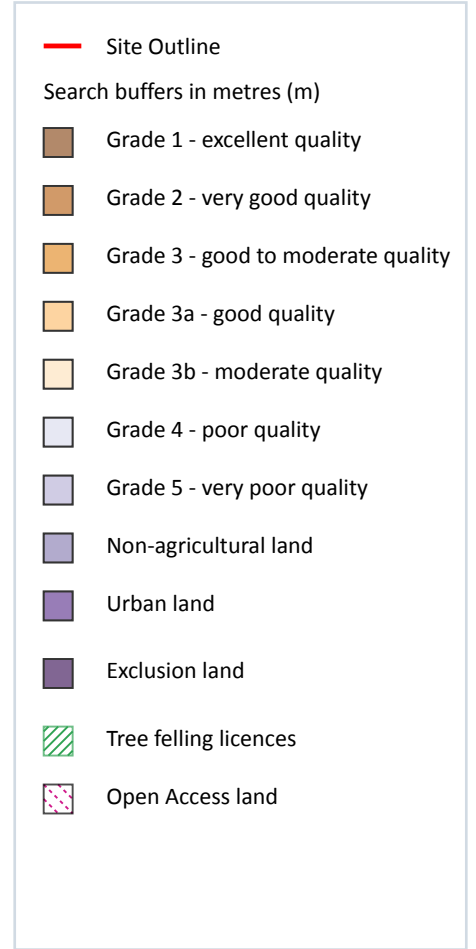 Site Outline
Search buffers in metres (m)
Grade 1 - excellent quality
Grade 2 - very good quality
Grade 3 - good to moderate quality
Grade 3a - good quality
Grade 3b - moderate quality
Grade 4 - poor quality
Grade 5 - very poor quality
Non-agricultural land
Urban land
Exclusion land
Tree felling licences
Open Access land